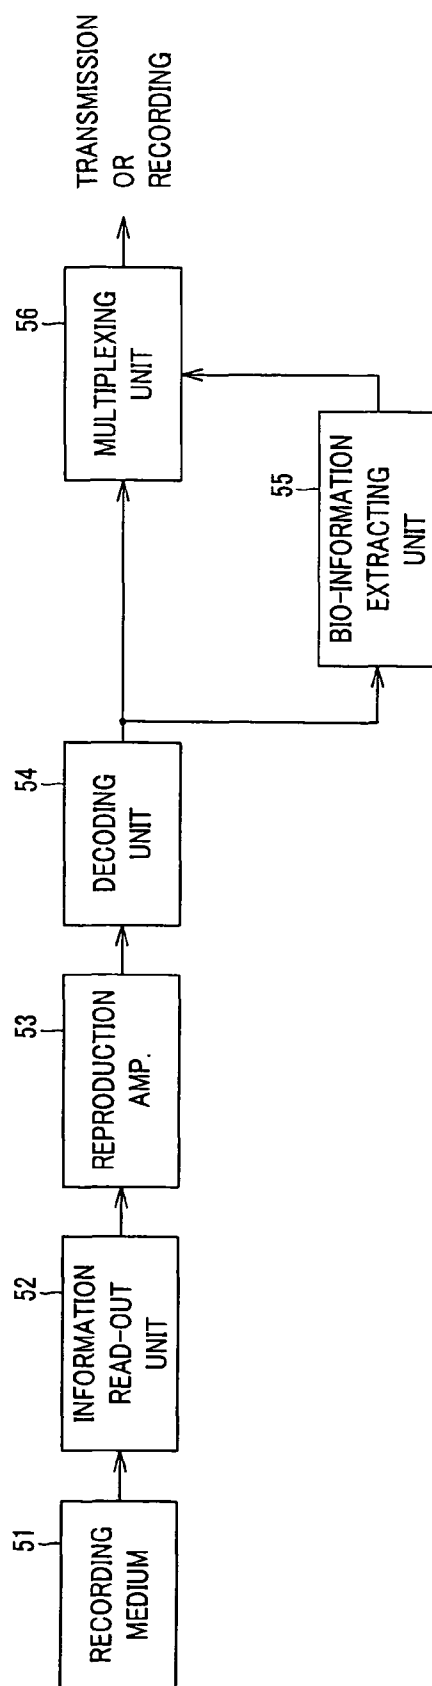 51
RECORDING
MEDIUM
52
INFORMATION
READ-OUT
UNIT
53
REPRODUCTION
AMP.
54
DECODING
UNIT
55
BIO-INFORMATION
EXTRACTING
UNIT
56
MULTIPLEXING
UNIT
TRANSMISSION
OR
RECORDING